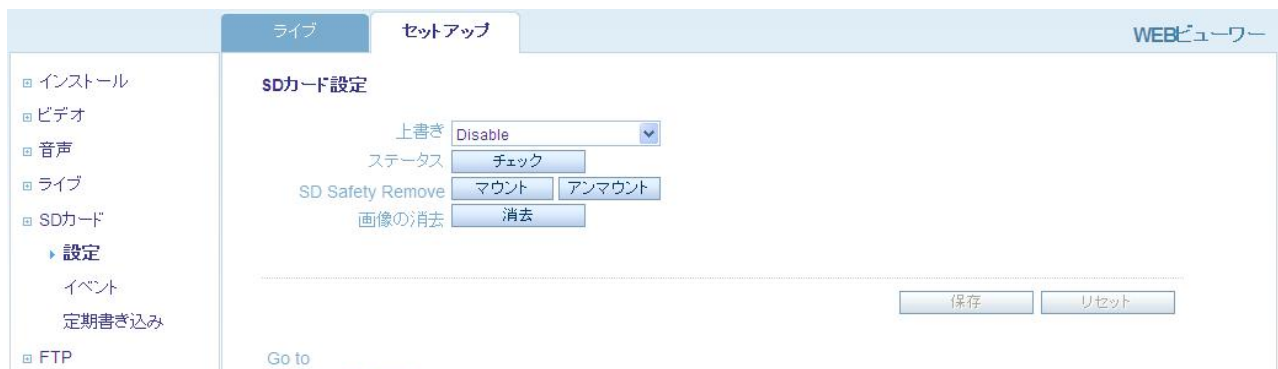 ライブ
セットアップ
WEBビューワー
インストール
ビデオ
音声
ライブ
SDカード
設定
イベント
定期書き込み
FTP
SDカード設定
上書き Disable
ステータス チェック
SD Safety Remove マウント アンマウント
画像の消去 消去
保存 リセット
Go to